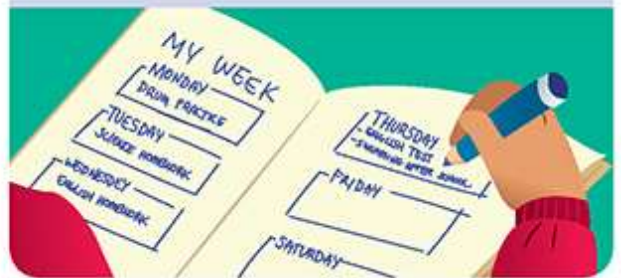 MY WEEK
MONDAY
DRUM PRACTICE
TUESDAY
SCIENCE HOMEWORK
WEDNESDAY
ENGLISH HOMEWORK
THURSDAY
- ENGLISH TEST
- SWIMMING AFTER SCHOOL
FRIDAY
SATURDAY